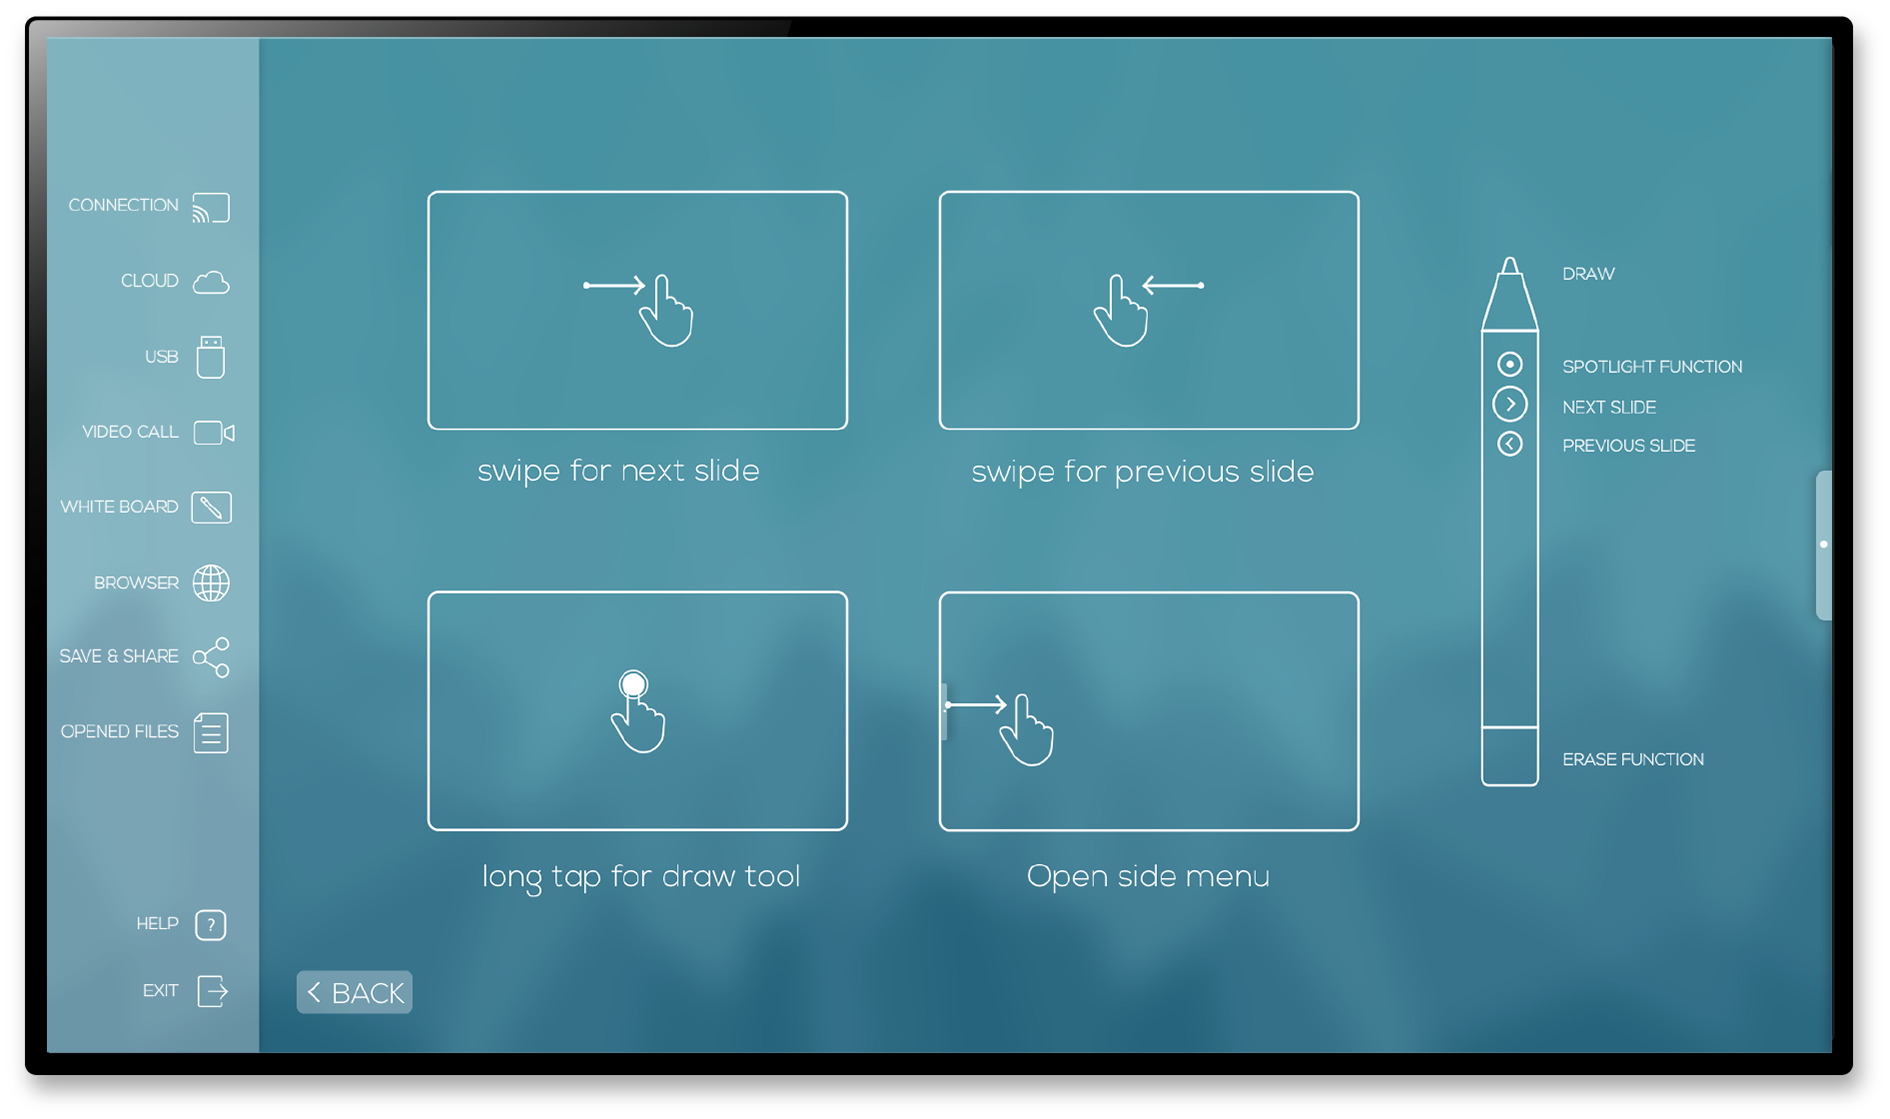 CONNECTION
CLOUD
USB
VIDEO CALL
WHITE BOARD
BROWSER
SAVE & SHARE
OPENED FILES
HELP
?
EXIT
swipe for next slide
swipe for previous slide
long tap for draw tool
Open side menu
DRAW
SPOTLIGHT FUNCTION
NEXT SLIDE
PREVIOUS SLIDE
ERASE FUNCTION
< BACK